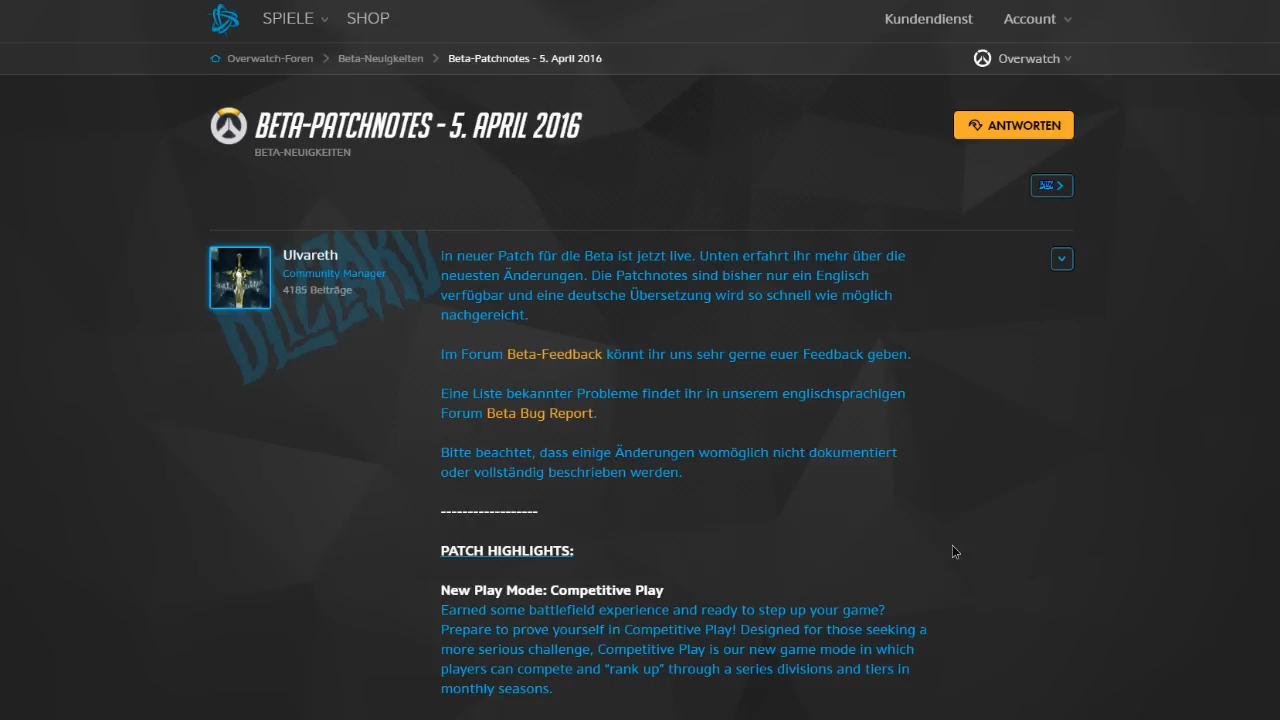 SPIELE SHOP Kundendienst Account
Overwatch-Foren Beta-Neuigkeiten Beta-Patchnotes - 5. April 2016 Overwatch
BETA-PATCHNOTES - 5. APRIL 2016
ANTWORTEN
BETA-NEUIGKEITEN
BLIZZARD
Ulvareth
Community Manager
4185 Beiträge
In neuer Patch für die Beta ist jetzt live. Unten erfahrt ihr mehr über die
neuesten Änderungen. Die Patchnotes sind bisher nur ein Englisch
verfügbar und eine deutsche Übersetzung wird so schnell wie möglich
nachgereicht.
Im Forum Beta-Feedback könnt ihr uns sehr gerne euer Feedback geben.
Eine Liste bekannter Probleme findet ihr in unserem englischsprachigen
Forum Beta Bug Report.
Bitte beachtet, dass einige Änderungen womöglich nicht dokumentiert
oder vollständig beschrieben werden.
------------------
PATCH HIGHLIGHTS:
New Play Mode: Competitive Play
Earned some battlefield experience and ready to step up your game?
Prepare to prove yourself in Competitive Play! Designed for those seeking a
more serious challenge, Competitive Play is our new game mode in which
players can compete and “rank up” through a series divisions and tiers in
monthly seasons.